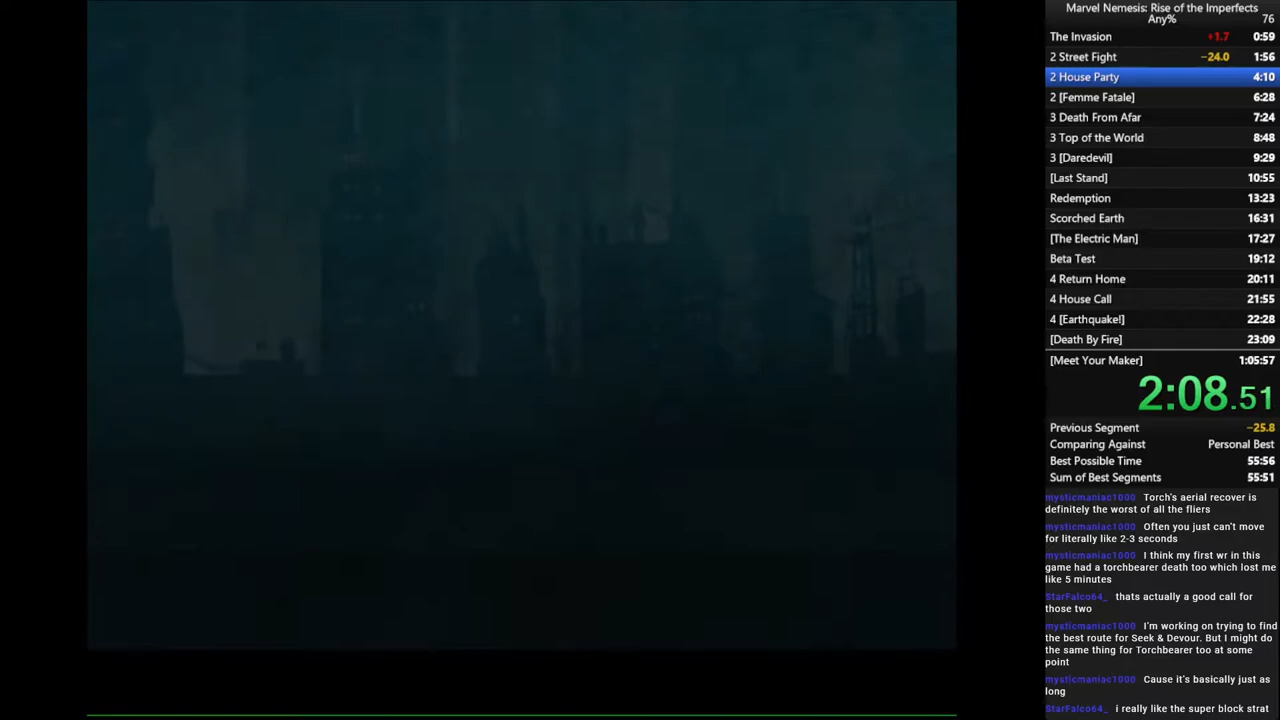 Marvel Nemesis: Rise of the Imperfects
Any% 76
The Invasion +1.7 0:59
2 Street Fight −24.0 1:56
2 House Party 4:10
2 [Femme Fatale] 6:28
3 Death From Afar 7:24
3 Top of the World 8:48
3 [Daredevil] 9:29
[Last Stand] 10:55
Redemption 13:23
Scorched Earth 16:31
[The Electric Man] 17:27
Beta Test 19:12
4 Return Home 20:11
4 House Call 21:55
4 [Earthquake!] 22:28
[Death By Fire] 23:09
[Meet Your Maker] 1:05:57
2:08.51
Previous Segment −25.8
Comparing Against Personal Best
Best Possible Time 55:56
Sum of Best Segments 55:51
mysticmaniac1000 Torch's aerial recover is
definitely the worst of all the fliers
mysticmaniac1000 Often you just can't move
for literally like 2-3 seconds
mysticmaniac1000 I think my first wr in this
game had a torchbearer death too which lost me
like 5 minutes
StarFalco64_ thats actually a good call for
those two
mysticmaniac1000 I'm working on trying to find
the best route for Seek & Devour. But I might do
the same thing for Torchbearer too at some
point
mysticmaniac1000 Cause it's basically just as
long
StarFalco64_ i really like the super block strat